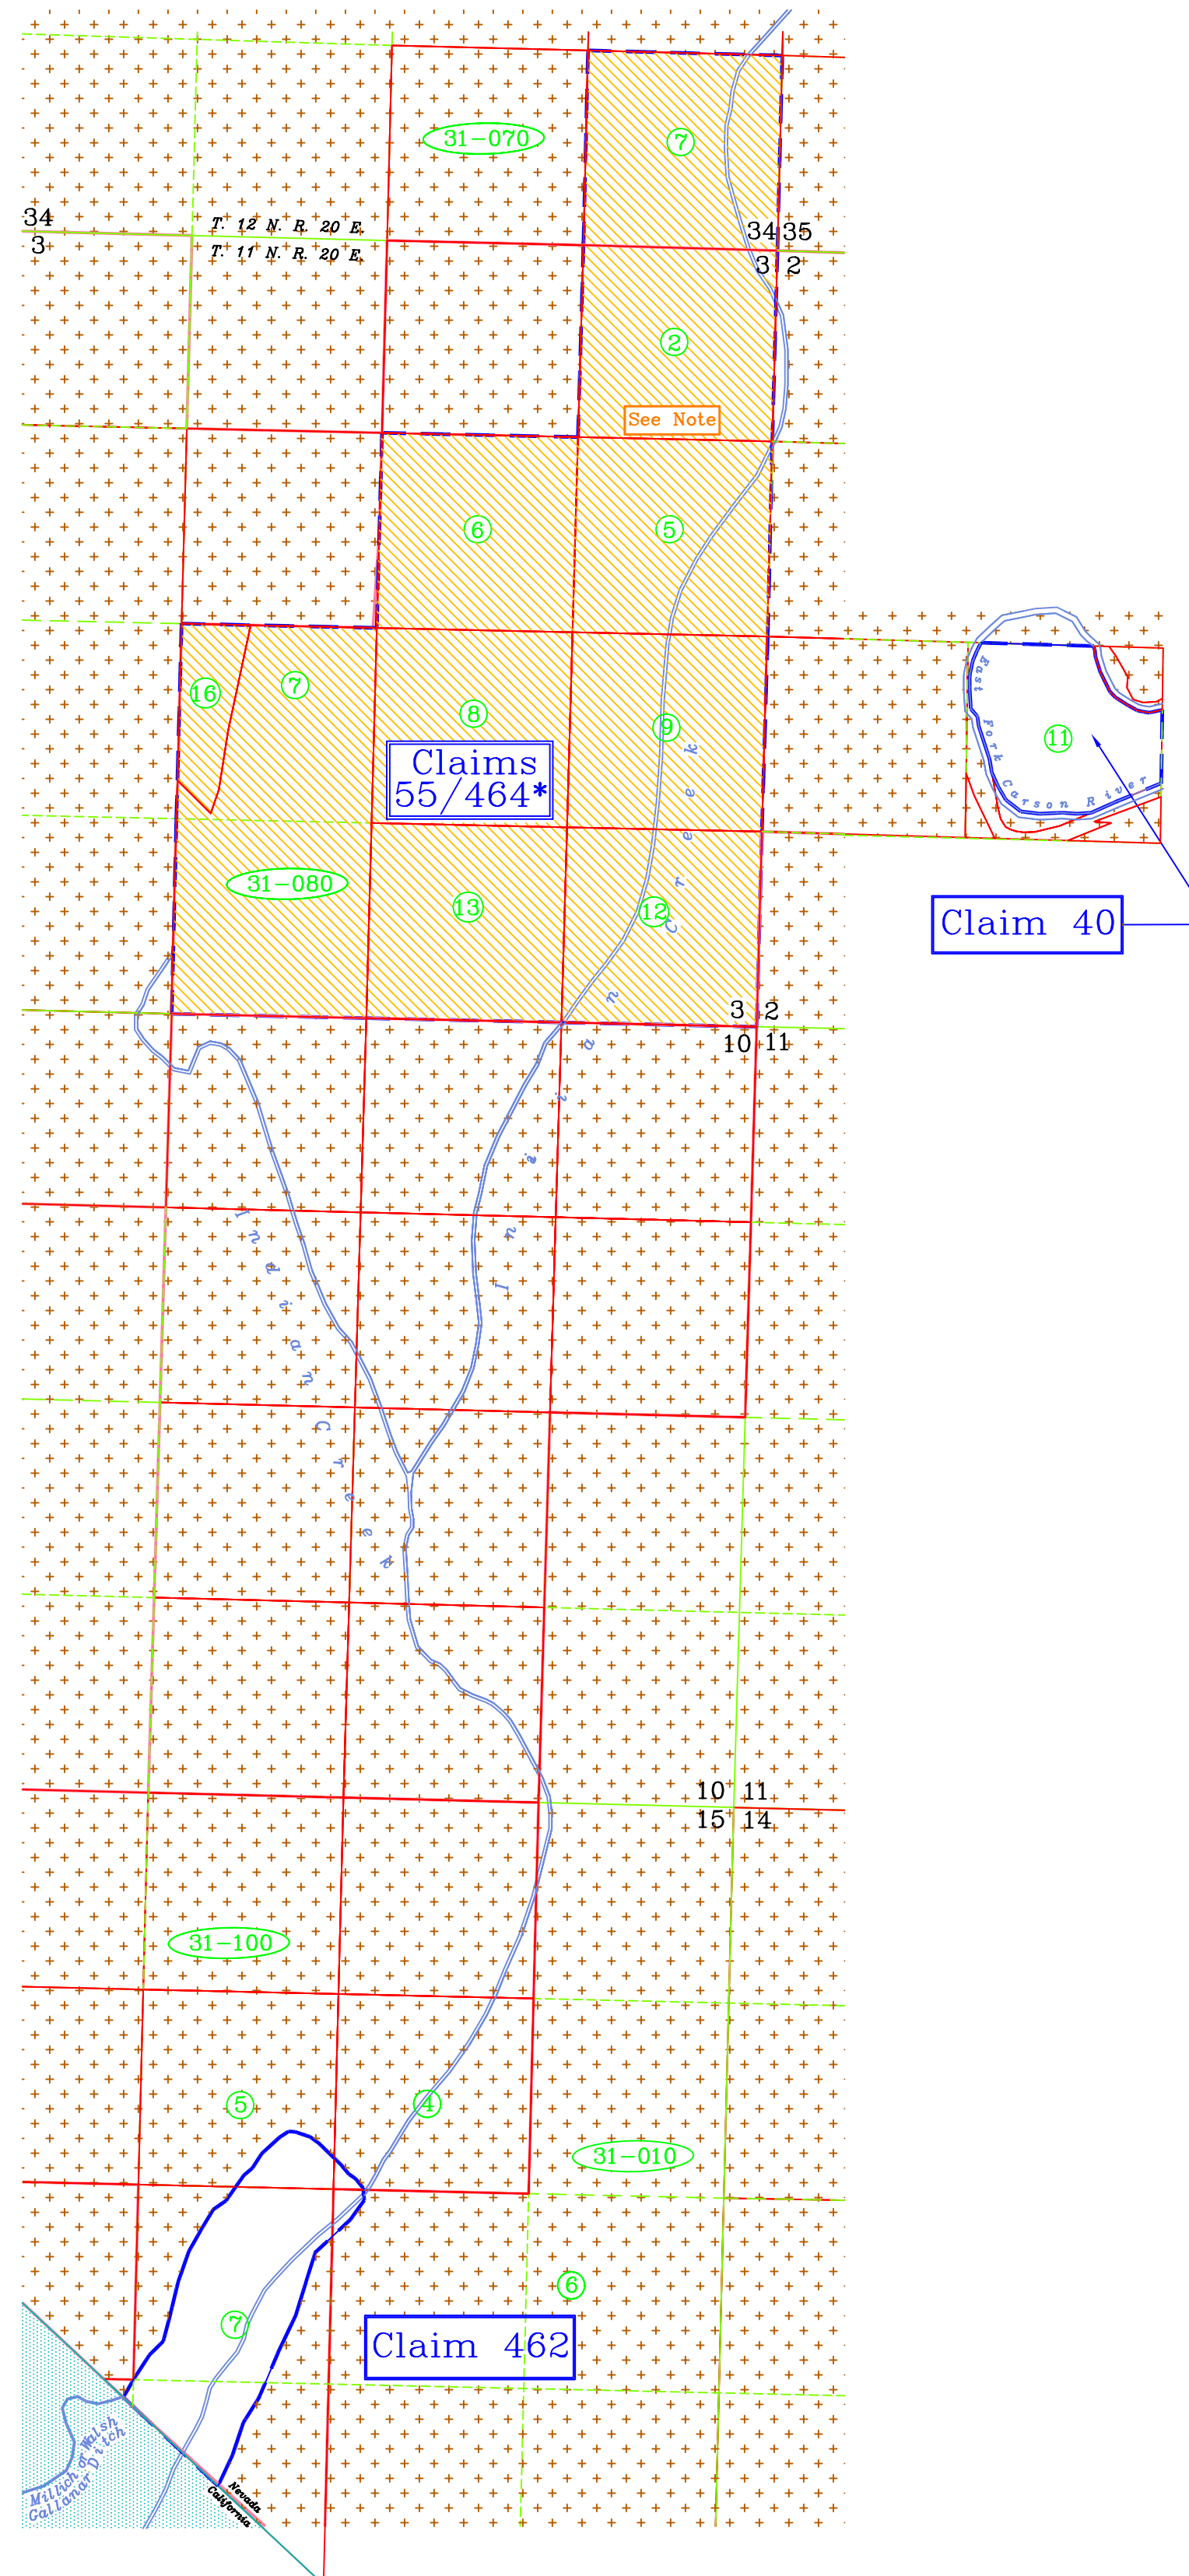 31-070
7
34
3
T. 12 N. R. 20 E.
T. 11 N. R. 20 E.
34 35
3 2
2
See Note
6
5
16
7
8
9
Claims
55/464*
11
East Fork Carson River
Claim 40
31-080
13
12
Indian Creek
3 2
10 11
Indian Creek
10 11
15 14
31-100
5
4
31-010
6
7
Claim 462
Millich or Walsh
Gallanar Ditch
Nevada
California